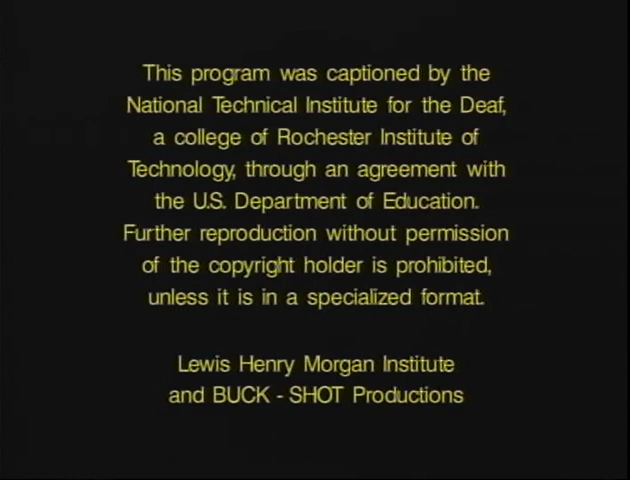 This program was captioned by the
National Technical Institute for the Deaf,
a college of Rochester Institute of
Technology, through an agreement with
the U.S. Department of Education.
Further reproduction without permission
of the copyright holder is prohibited,
unless it is in a specialized format.
Lewis Henry Morgan Institute
and BUCK - SHOT Productions